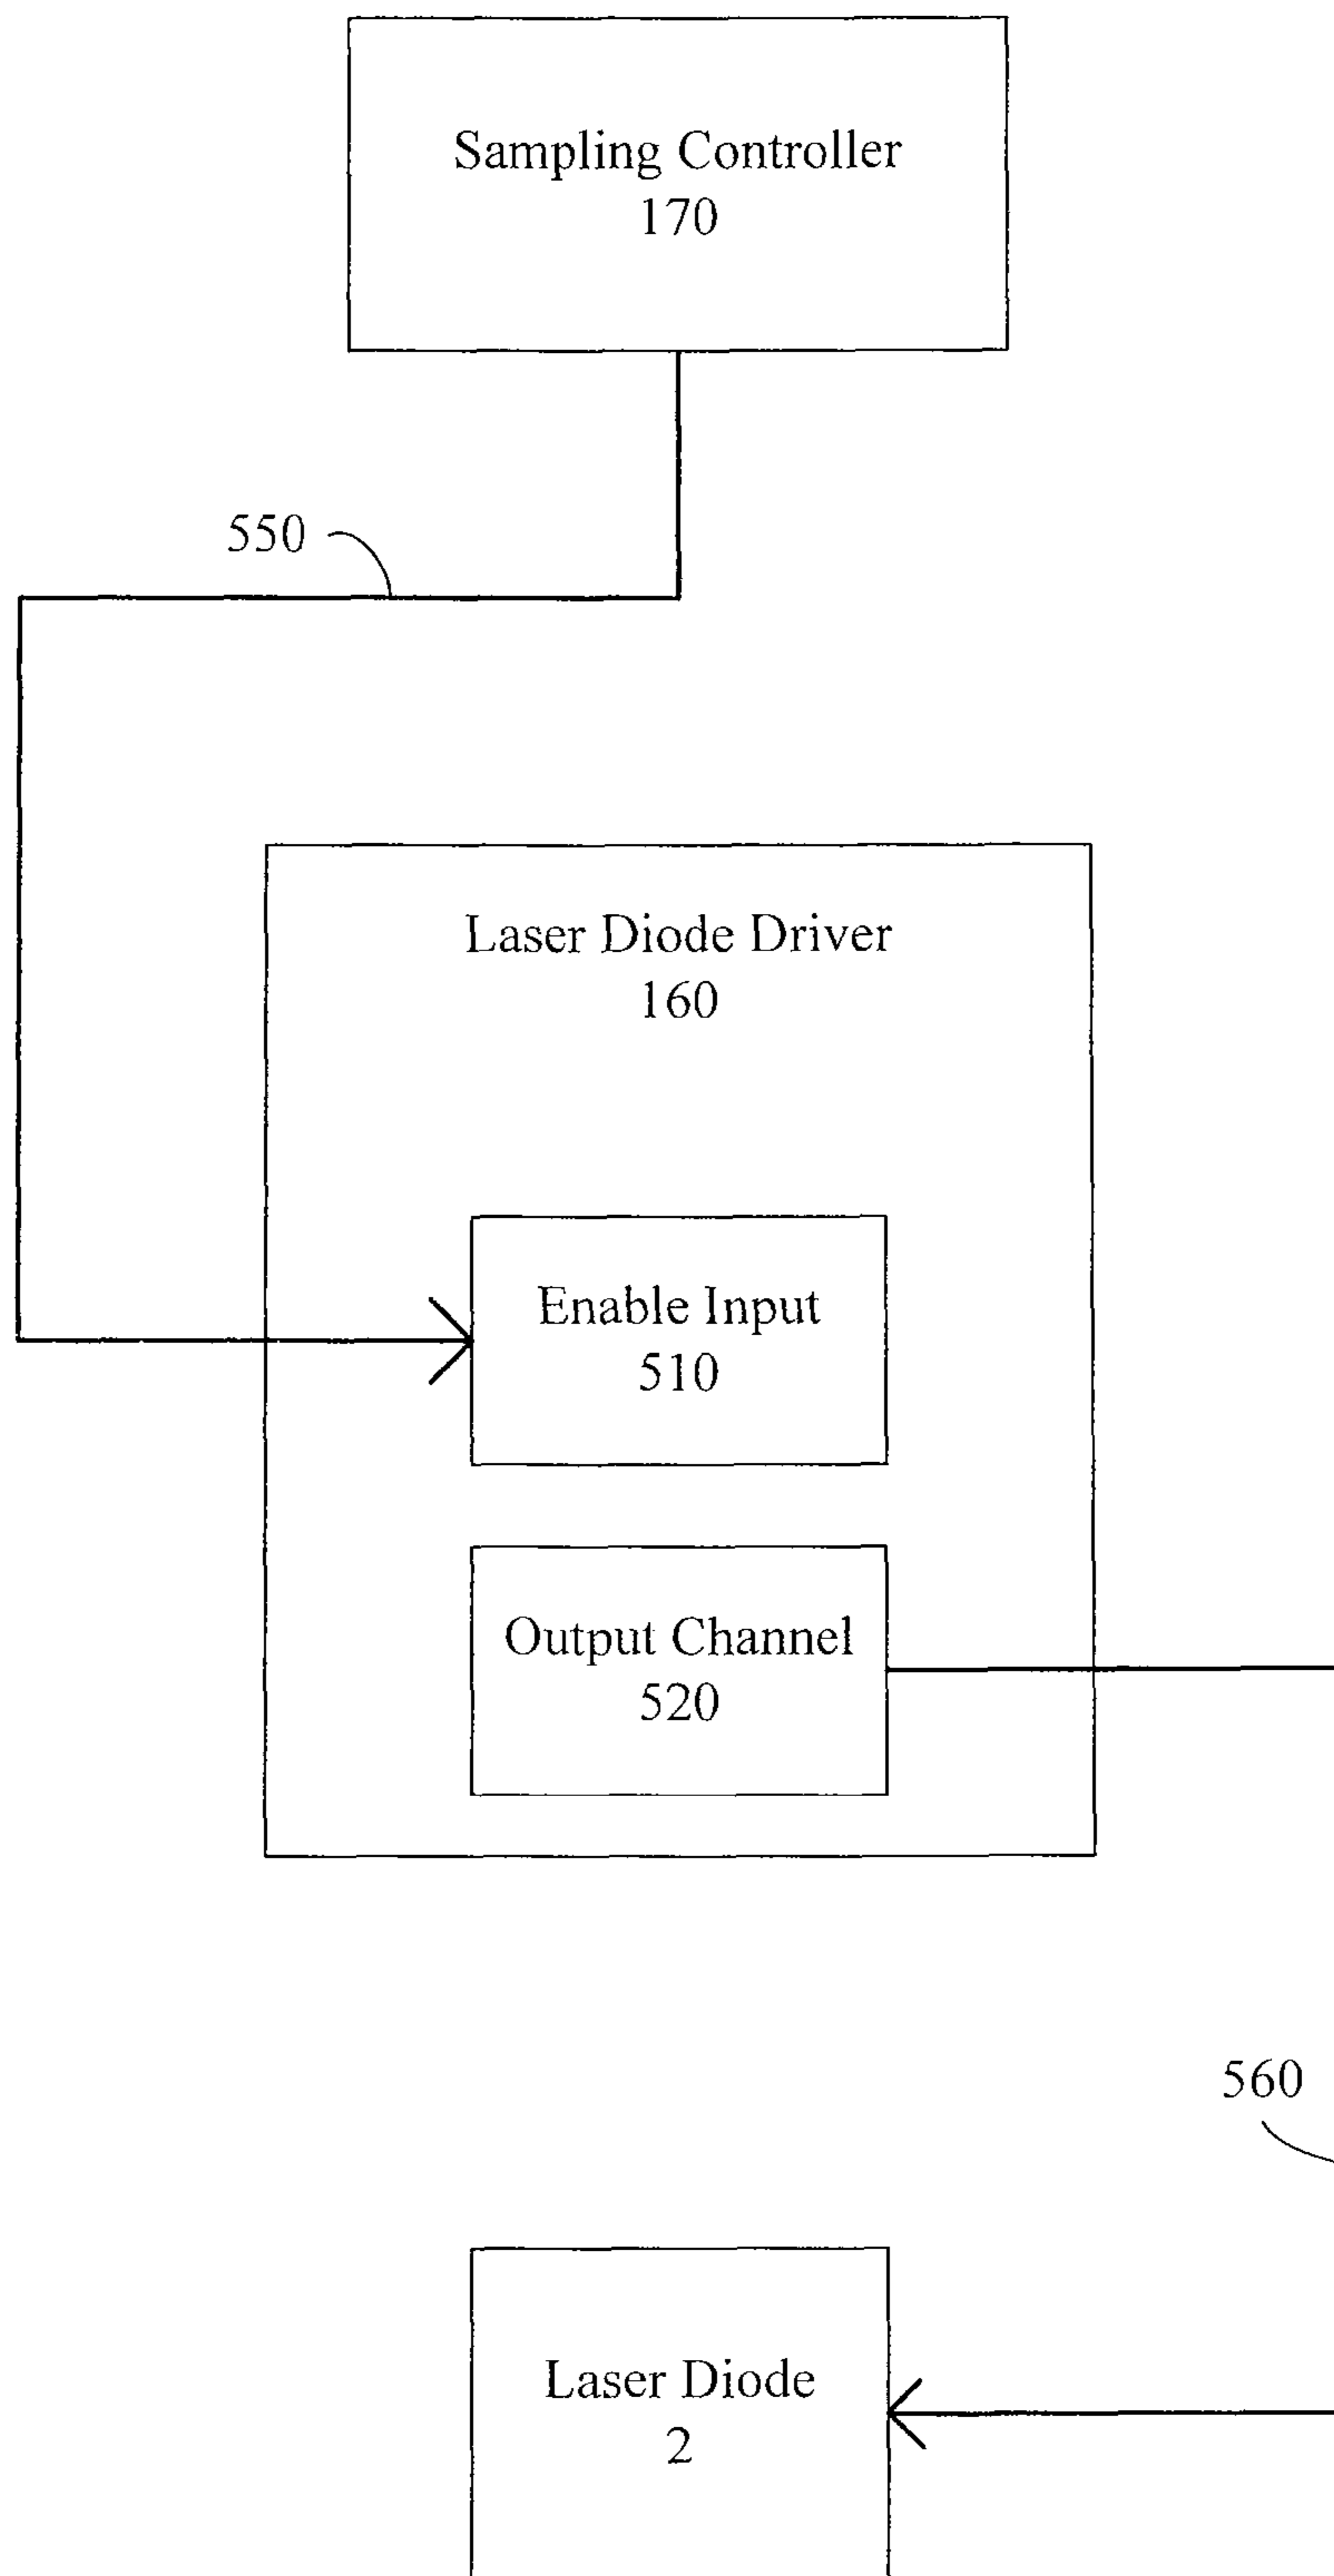 Sampling Controller
170
550
Laser Diode Driver
160
Enable Input
510
Output Channel
520
560
Laser Diode
2